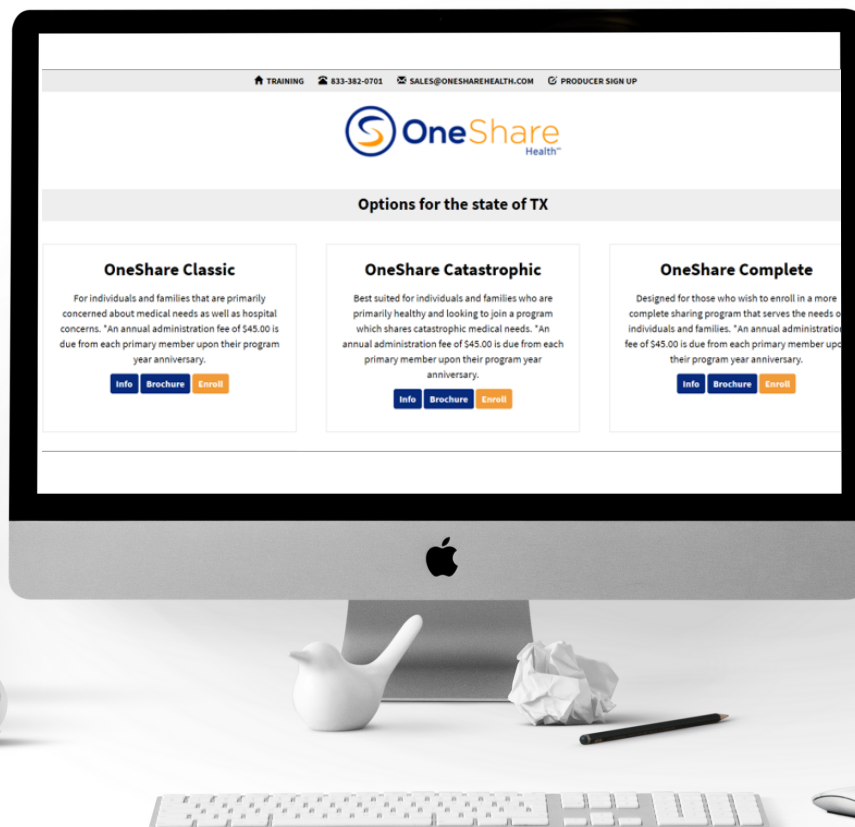 TRAINING 833-382-0701 SALES@ONESHAREHEALTH.COM PRODUCER SIGN UP
OneShare
Health℠
Options for the state of TX
OneShare Classic
For individuals and families that are primarily
concerned about medical needs as well as hospital
concerns. *An annual administration fee of $45.00 is
due from each primary member upon their program
year anniversary.
Info Brochure Enroll
OneShare Catastrophic
Best suited for individuals and families who are
primarily healthy and looking to join a program
which shares catastrophic medical needs. *An
annual administration fee of $45.00 is due from each
primary member upon their program year
anniversary.
Info Brochure Enroll
OneShare Complete
Designed for those who wish to enroll in a more
complete sharing program that serves the needs o
individuals and families. *An annual administration
fee of $45.00 is due from each primary member upo
their program year anniversary.
Info Brochure Enroll